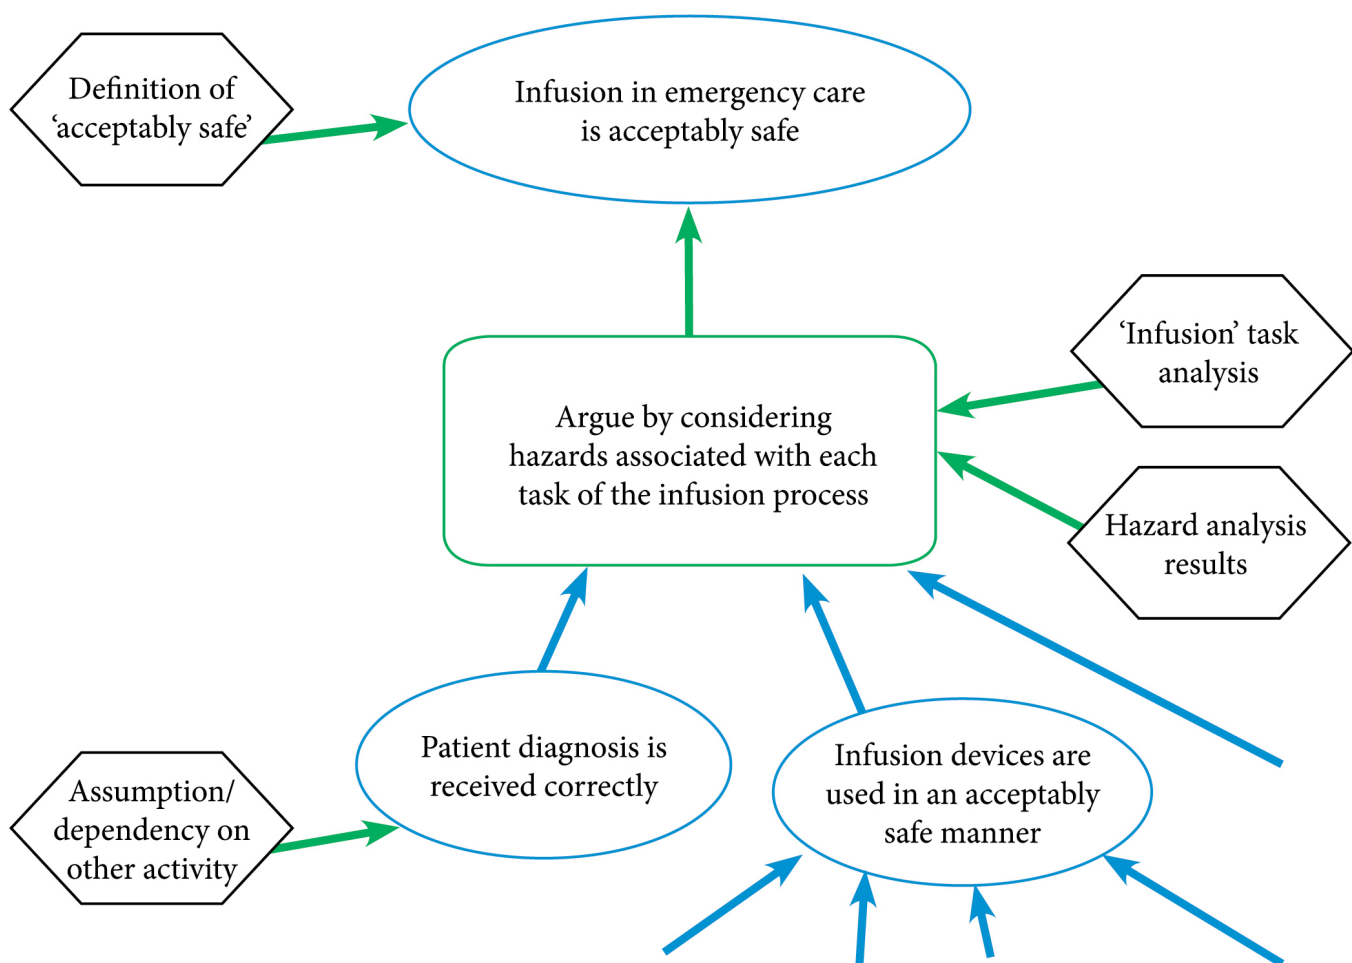 Definition of
‘acceptably safe’
Infusion in emergency care
is acceptably safe
‘Infusion’ task
analysis
Argue by considering
hazards associated with each
task of the infusion process
Hazard analysis
results
Patient diagnosis is
received correctly
Infusion devices are
used in an acceptably
safe manner
Assumption/
dependency on
other activity